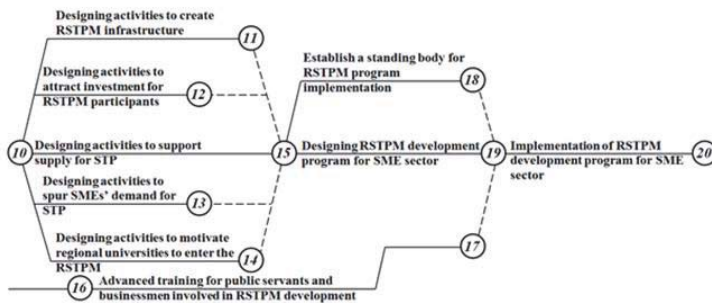 Designing activities to create
RSTPM infrastructure
11
Designing activities to
attract investment for
RSTPM participants
12
10
Designing activities to support
supply for STP
15
Designing activities to
spur SMEs' demand for
STP
13
Designing activities to motivate
regional universities to enter the
RSTPM
14
16
Advanced training for public servants and
businessmen involved in RSTPM development
Establish a standing body for
RSTPM program
implementation
18
Designing RSTPM development
program for SME sector
19
17
Implementation of RSTPM
development program for SME
sector
20